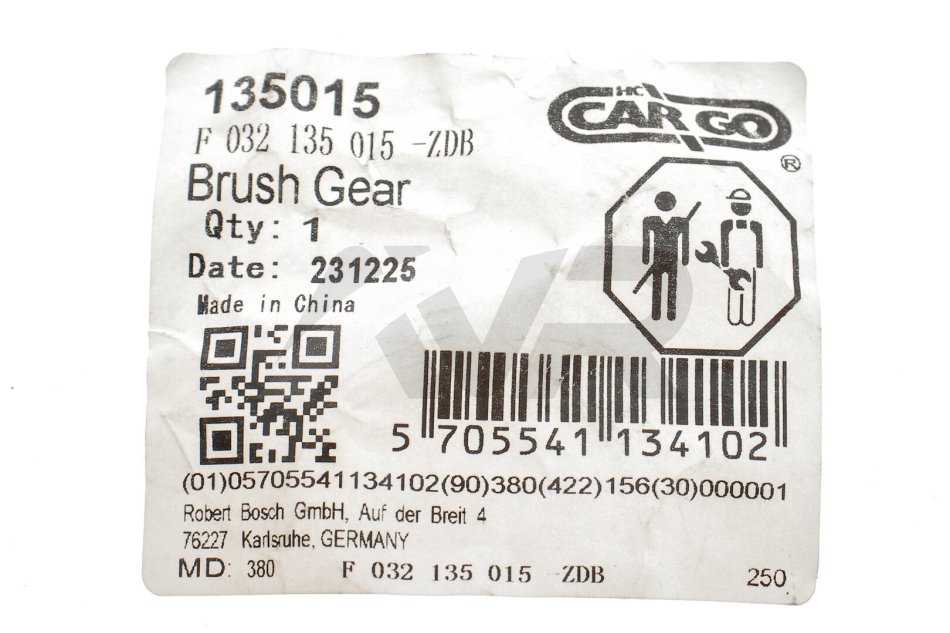 135015
F 032 135 015 -ZDB
Brush Gear
Qty: 1
Date: 231225
Made in China
HC
CARGO
®
5 705541 134102
(01)05705541134102(90)380(422)156(30)000001
Robert Bosch GmbH, Auf der Breit 4
76227 Karlsruhe, GERMANY
MD: 380 F 032 135 015 -ZDB 250